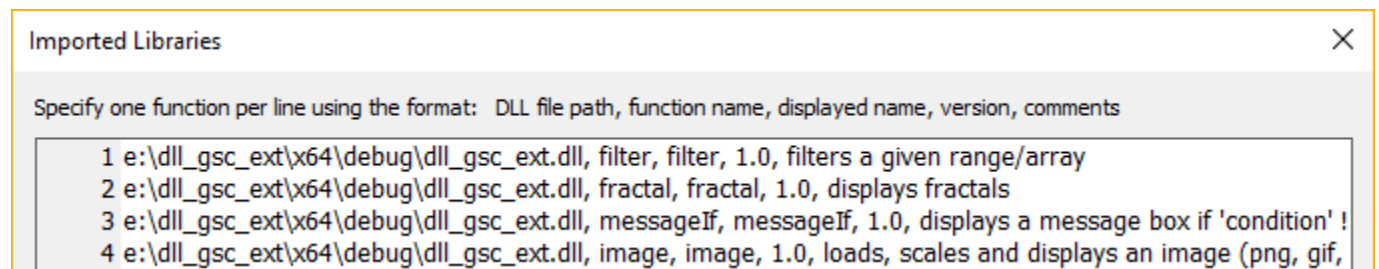 Imported Libraries
Specify one function per line using the format: DLL file path, function name, displayed name, version, comments
1 e:\dll_gsc_ext\x64\debug\dll_gsc_ext.dll, filter, filter, 1.0, filters a given range/array
2 e:\dll_gsc_ext\x64\debug\dll_gsc_ext.dll, fractal, fractal, 1.0, displays fractals
3 e:\dll_gsc_ext\x64\debug\dll_gsc_ext.dll, messageIf, messageIf, 1.0, displays a message box if 'condition' !
4 e:\dll_gsc_ext\x64\debug\dll_gsc_ext.dll, image, image, 1.0, loads, scales and displays an image (png, gif,